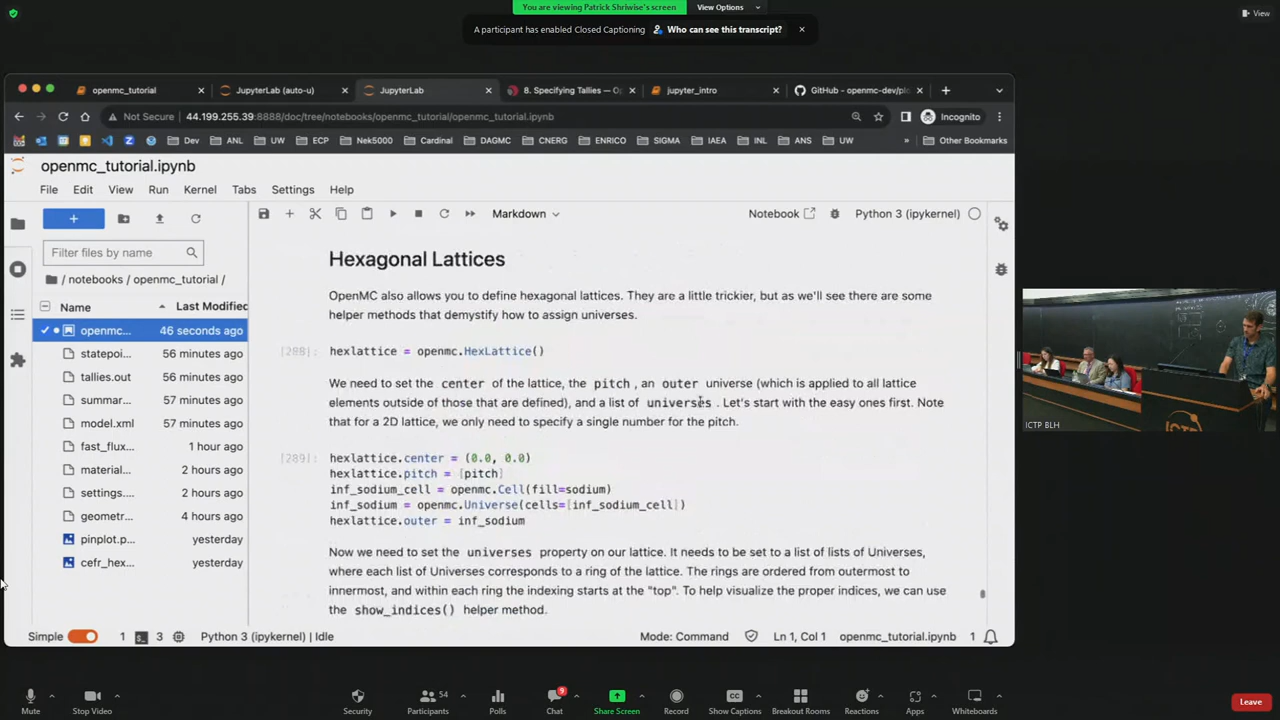 You are viewing Patrick Shriwise's screen
View Options
View
A participant has enabled Closed Captioning
Who can see this transcript?
openmc_tutorial
JupyterLab (auto-u)
JupyterLab
8. Specifying Tallies — O
jupyter_intro
GitHub - openmc-dev/plo
Not Secure
44.199.255.39:8888/doc/tree/notebooks/openmc_tutorial/openmc_tutorial.ipynb
Incognito
Dev
ANL
UW
ECP
Nek5000
Cardinal
DAGMC
CNERG
ENRICO
SIGMA
IAEA
INL
ANS
UW
»
Other Bookmarks
openmc_tutorial.ipynb
File Edit View Run Kernel Tabs Settings Help
Markdown
Notebook
Python 3 (ipykernel)
Filter files by name
/ notebooks / openmc_tutorial /
Name Last Modified
openmc... 46 seconds ago
statepoi... 56 minutes ago
tallies.out 56 minutes ago
summar... 57 minutes ago
model.xml 57 minutes ago
fast_flux... 1 hour ago
material... 2 hours ago
settings.... 2 hours ago
geometr... 4 hours ago
pinplot.p... yesterday
cefr_hex... yesterday
Hexagonal Lattices
OpenMC also allows you to define hexagonal lattices. They are a little trickier, but as we'll see there are some
helper methods that demystify how to assign universes.
[288]: hexlattice = openmc.HexLattice()
We need to set the center of the lattice, the pitch, an outer universe (which is applied to all lattice
elements outside of those that are defined), and a list of universes. Let's start with the easy ones first. Note
that for a 2D lattice, we only need to specify a single number for the pitch.
[289]: hexlattice.center = (0.0, 0.0)
hexlattice.pitch = [pitch]
inf_sodium_cell = openmc.Cell(fill=sodium)
inf_sodium = openmc.Universe(cells=[inf_sodium_cell])
hexlattice.outer = inf_sodium
Now we need to set the universes property on our lattice. It needs to be set to a list of lists of Universes,
where each list of Universes corresponds to a ring of the lattice. The rings are ordered from outermost to
innermost, and within each ring the indexing starts at the "top". To help visualize the proper indices, we can use
the show_indices() helper method.
Simple 1 3 Python 3 (ipykernel) | Idle
Mode: Command
Ln 1, Col 1
openmc_tutorial.ipynb
1
ICTP BLH
Mute
Stop Video
Security
Participants
54
Polls
Chat
9
Share Screen
Record
CC
Show Captions
Breakout Rooms
Reactions
Apps
Whiteboards
Leave